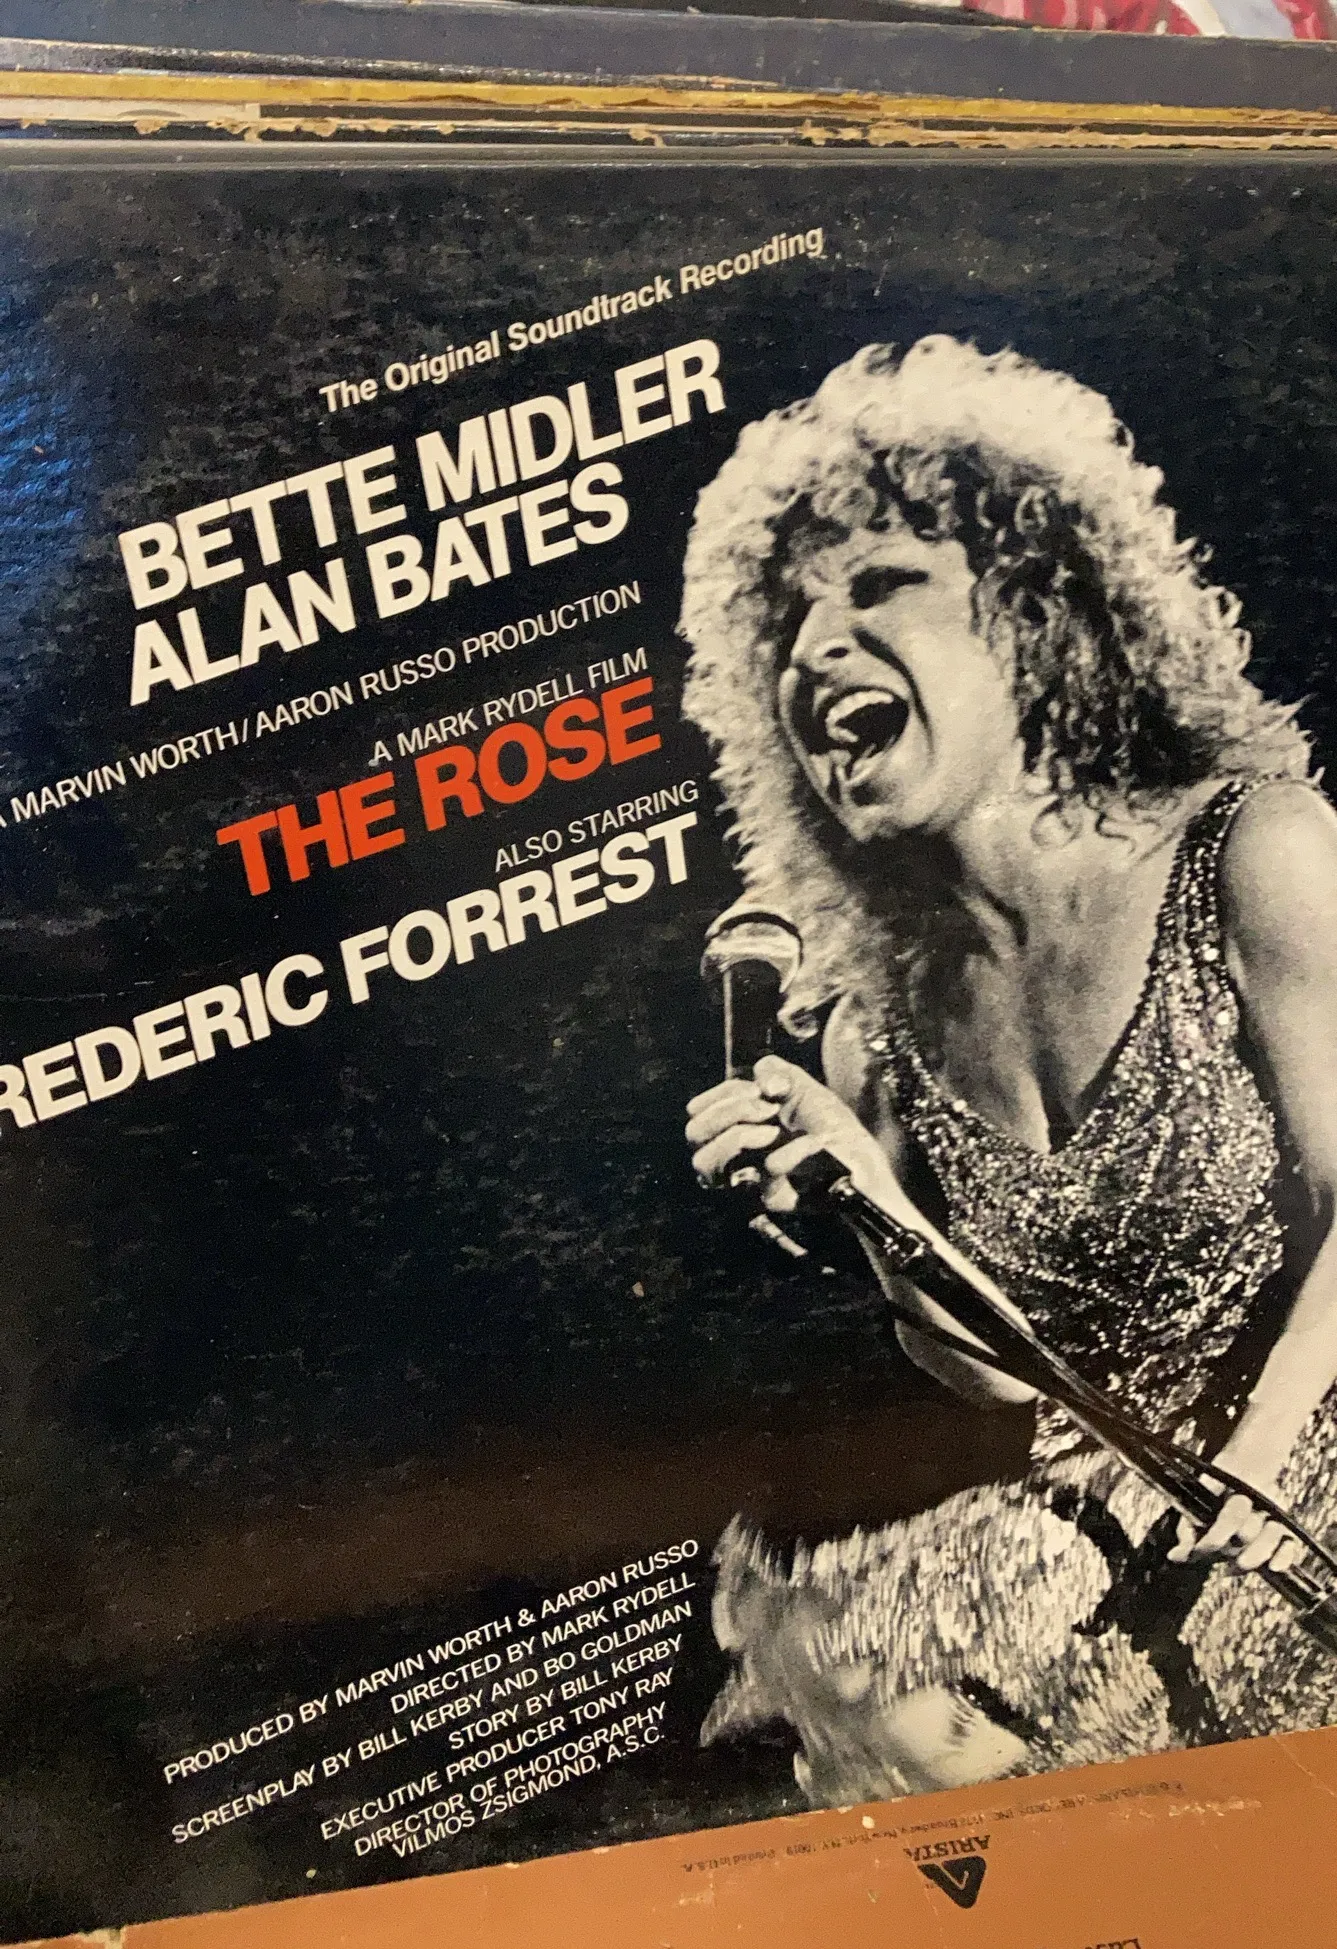 The Original Soundtrack Recording
BETTE MIDLER
ALAN BATES
A MARVIN WORTH/AARON RUSSO PRODUCTION
A MARK RYDELL FILM
THE ROSE
ALSO STARRING
REDERIC FORREST
PRODUCED BY MARVIN WORTH & AARON RUSSO
DIRECTED BY MARK RYDELL
SCREENPLAY BY BILL KERBY AND BO GOLDMAN
STORY BY BILL KERBY
EXECUTIVE PRODUCER TONY RAY
DIRECTOR OF PHOTOGRAPHY
VILMOS ZSIGMOND, A.S.C.
ARISTA